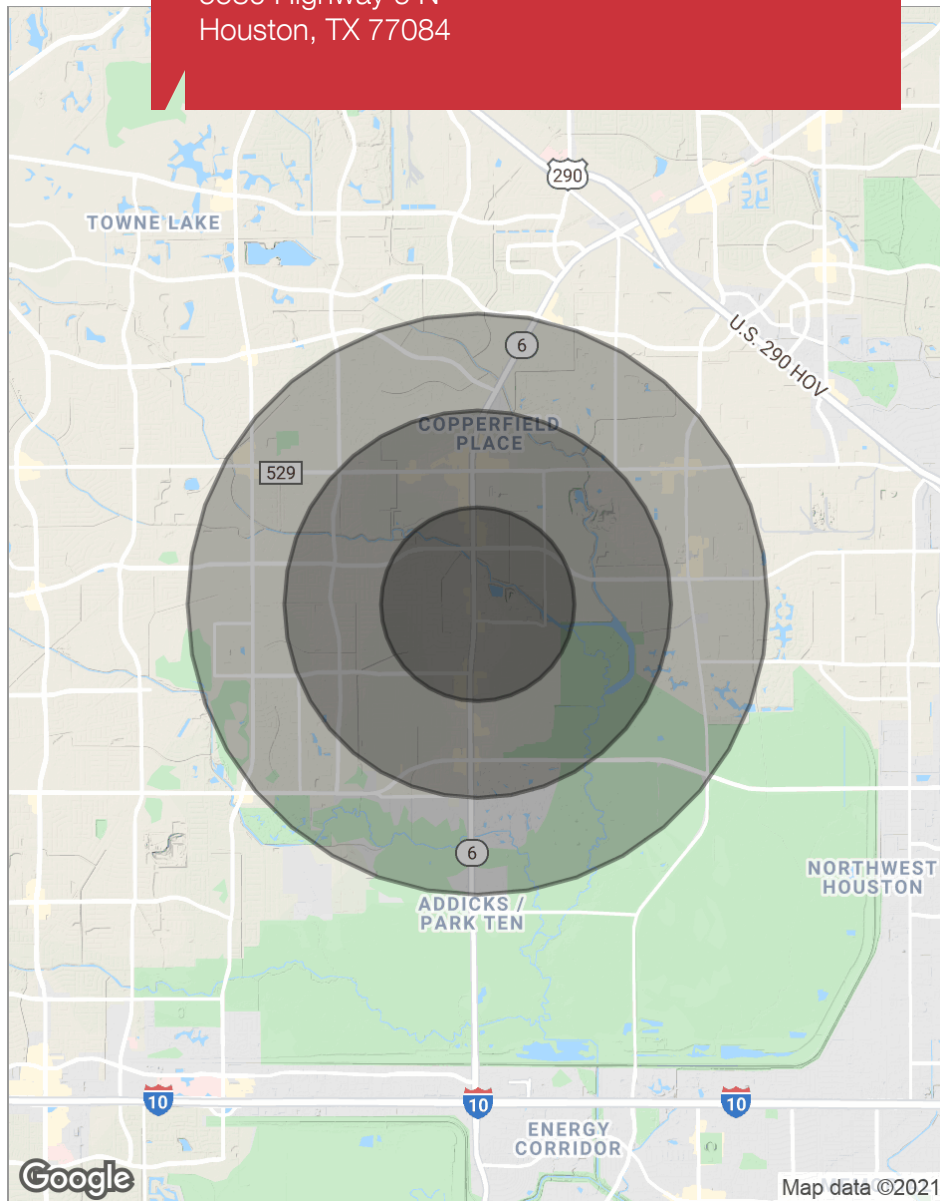 Houston, TX 77084
290
TOWNE LAKE
U.S. 290 HOV
6
COPPERFIELD
PLACE
529
6
NORTHWEST
HOUSTON
ADDICKS /
PARK TEN
10
10
10
ENERGY
CORRIDOR
Google
Map data ©2021